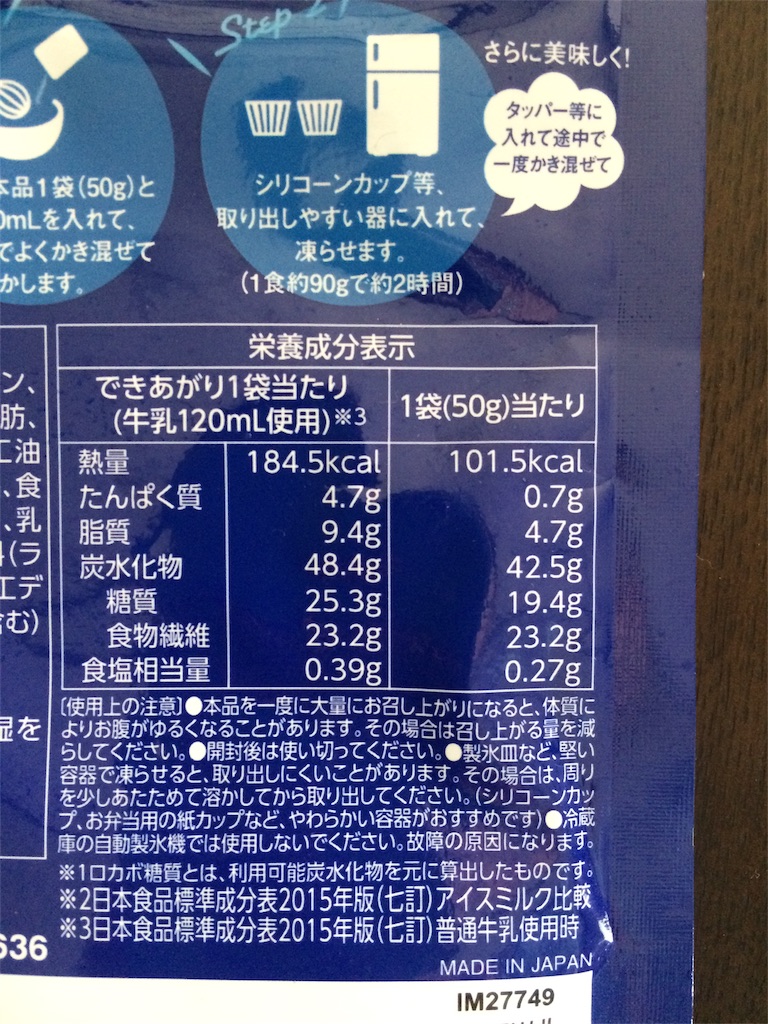 Step 2
さらに美味しく!
タッパー等に
入れて途中で
一度かき混ぜて
本品1袋(50g)と
0mLを入れて、
でよくかき混ぜて
かします。
シリコーンカップ等、
取り出しやすい器に入れて、
凍らせます。
(1食約90gで約2時間)
ン、
肪、
工油
、食
、乳
(ラ
エデ
含む)
湿を
636
栄養成分表示
できあがり1袋当たり
(牛乳120mL使用)※3
1袋(50g)当たり
熱量 184.5kcal 101.5kcal
たんぱく質 4.7g 0.7g
脂質 9.4g 4.7g
炭水化物 48.4g 42.5g
糖質 25.3g 19.4g
食物繊維 23.2g 23.2g
食塩相当量 0.39g 0.27g
〔使用上の注意〕●本品を一度に大量にお召し上がりになると、体質に
よりお腹がゆるくなることがあります。その場合は召し上がる量を減
らしてください。●開封後は使い切ってください。●製氷皿など、堅い
容器で凍らせると、取り出しにくいことがあります。その場合は、周り
を少しあたためて溶かしてから取り出してください。(シリコーンカッ
プ、お弁当用の紙カップなど、やわらかい容器がおすすめです)●冷蔵
庫の自動製氷機では使用しないでください。故障の原因になります。
※1ロカボ糖質とは、利用可能炭水化物を元に算出したものです。
※2日本食品標準成分表2015年版(七訂)アイスミルク比較
※3日本食品標準成分表2015年版(七訂)普通牛乳使用時
MADE IN JAPAN
IM27749